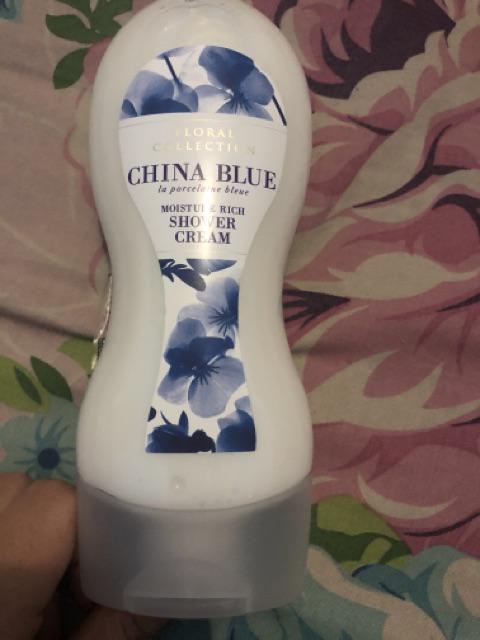 FLORAL
COLLECTION
CHINA BLUE
la porcelaine bleue
MOISTURE RICH
SHOWER
CREAM